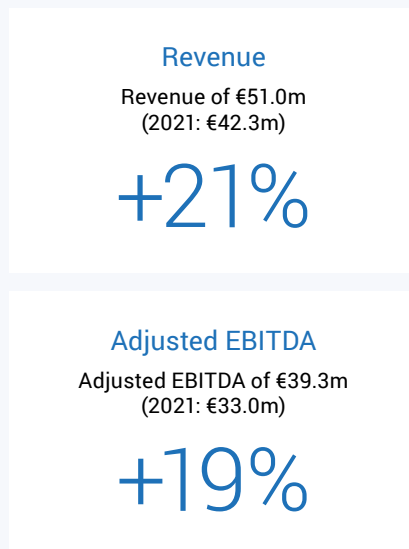 Revenue
Revenue of €51.0m
(2021: €42.3m)
+21%
Adjusted EBITDA
Adjusted EBITDA of €39.3m
(2021: €33.0m)
+19%